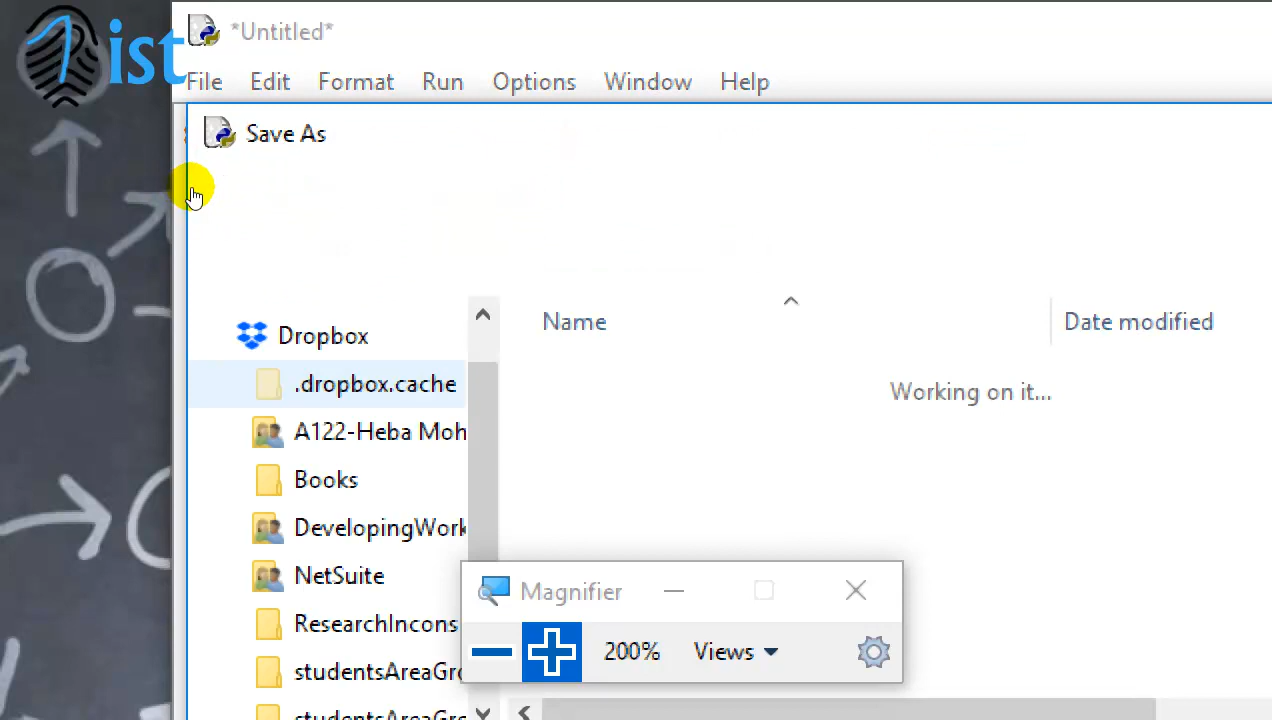 ist
*Untitled*
File Edit Format Run Options Window Help
Save As
Name Date modified
Working on it...
Dropbox
.dropbox.cache
A122-Heba Moh
Books
DevelopingWork
NetSuite
ResearchIncons
studentsAreaGr
studentsAreaGr
Magnifier
200% Views